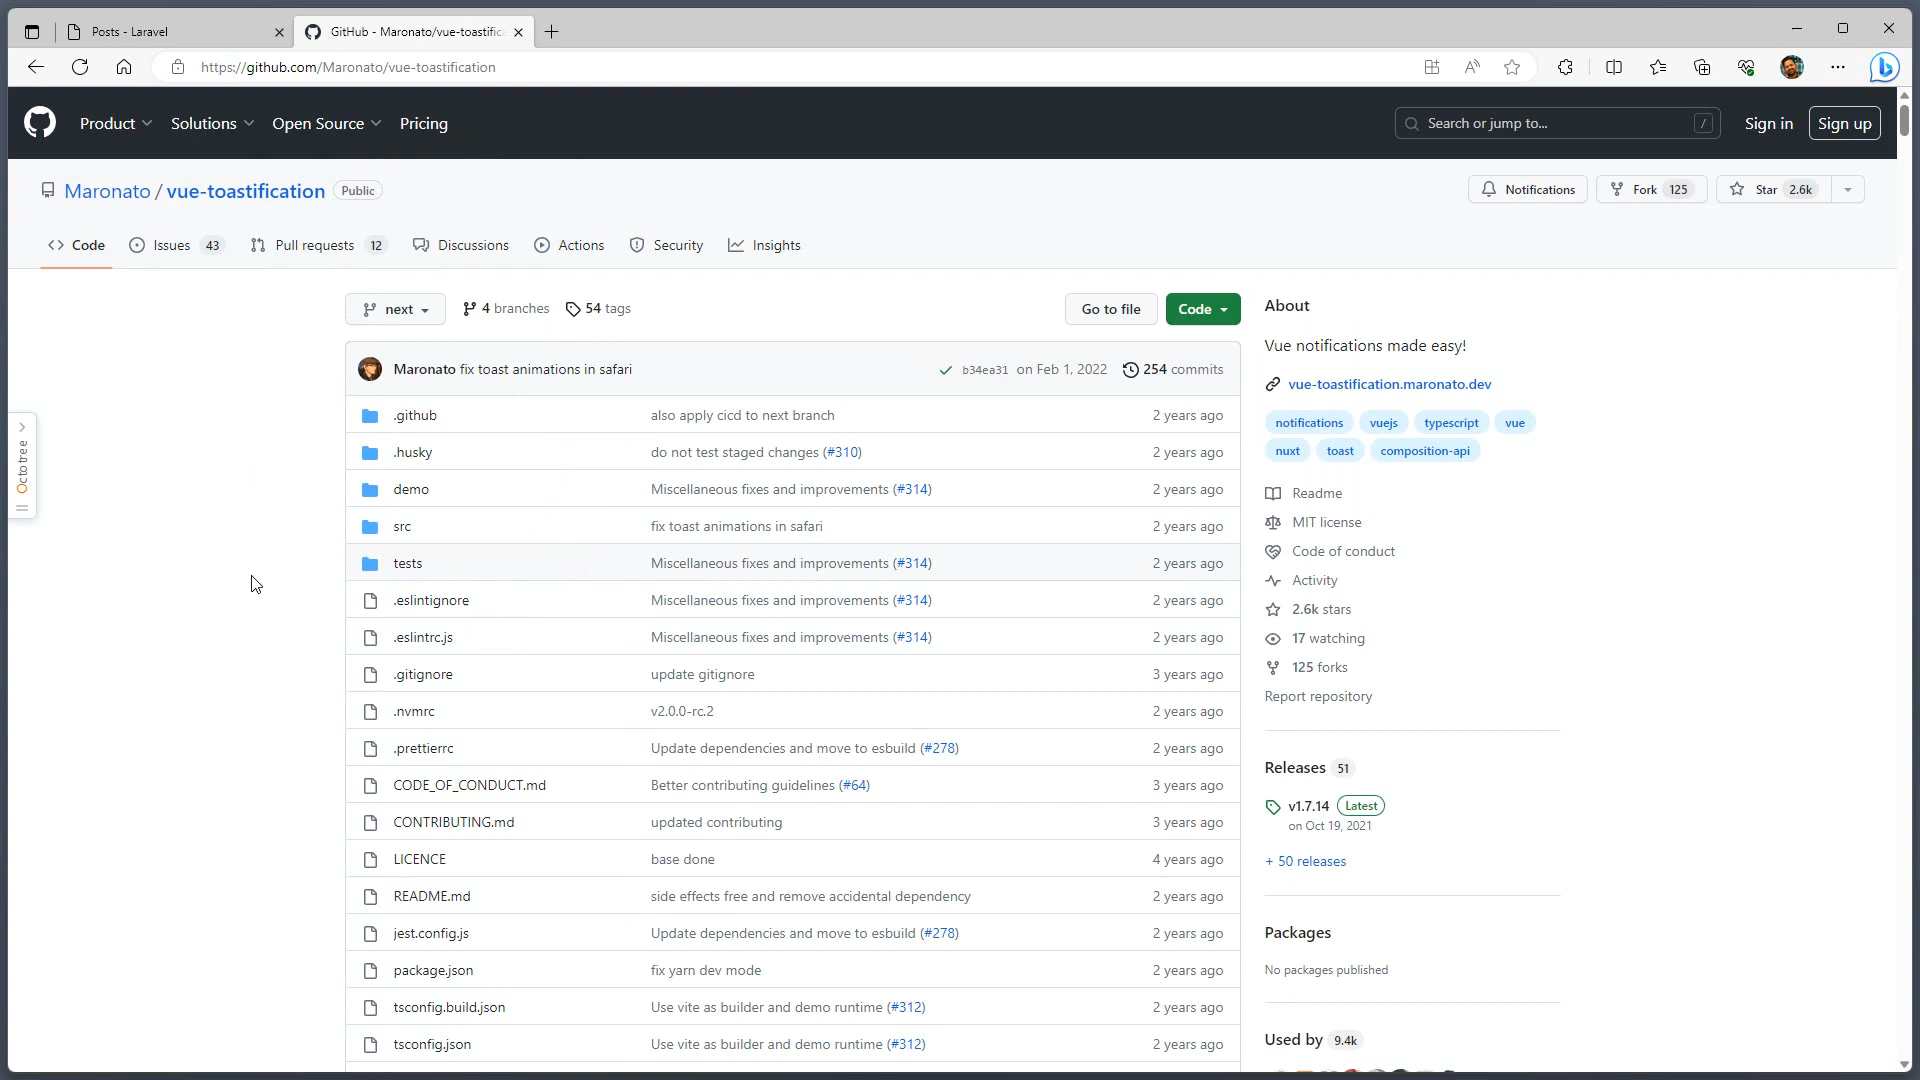 Posts - Laravel
GitHub - Maronato/vue-toastific
https://github.com/Maronato/vue-toastification
Product Solutions Open Source Pricing
Search or jump to... /
Sign in Sign up
Maronato / vue-toastification Public
Notifications Fork 125 Star 2.6k
Code Issues 43 Pull requests 12 Discussions Actions Security Insights
next 4 branches 54 tags Go to file Code
Maronato fix toast animations in safari b34ea31 on Feb 1, 2022 254 commits
.github also apply cicd to next branch 2 years ago
.husky do not test staged changes (#310) 2 years ago
demo Miscellaneous fixes and improvements (#314) 2 years ago
src fix toast animations in safari 2 years ago
tests Miscellaneous fixes and improvements (#314) 2 years ago
.eslintignore Miscellaneous fixes and improvements (#314) 2 years ago
.eslintrc.js Miscellaneous fixes and improvements (#314) 2 years ago
.gitignore update gitignore 3 years ago
.nvmrc v2.0.0-rc.2 2 years ago
.prettierrc Update dependencies and move to esbuild (#278) 2 years ago
CODE_OF_CONDUCT.md Better contributing guidelines (#64) 3 years ago
CONTRIBUTING.md updated contributing 3 years ago
LICENCE base done 4 years ago
README.md side effects free and remove accidental dependency 2 years ago
jest.config.js Update dependencies and move to esbuild (#278) 2 years ago
package.json fix yarn dev mode 2 years ago
tsconfig.build.json Use vite as builder and demo runtime (#312) 2 years ago
tsconfig.json Use vite as builder and demo runtime (#312) 2 years ago
Octotree
About
Vue notifications made easy!
vue-toastification.maronato.dev
notifications vuejs typescript vue
nuxt toast composition-api
Readme
MIT license
Code of conduct
Activity
2.6k stars
17 watching
125 forks
Report repository
Releases 51
v1.7.14 Latest
on Oct 19, 2021
+ 50 releases
Packages
No packages published
Used by 9.4k